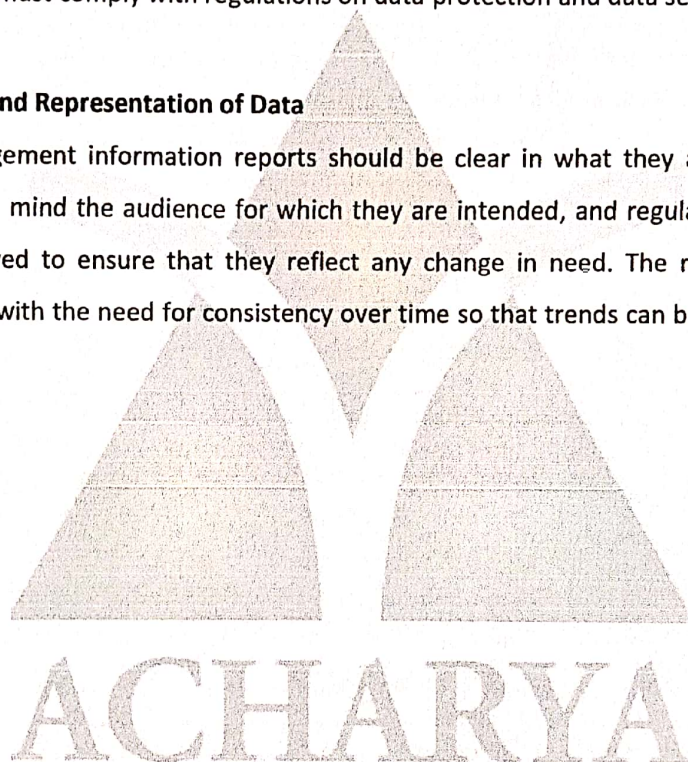 must comply with regulations on data protection and data se
nd Representation of Data
gement information reports should be clear in what they a
mind the audience for which they are intended, and regula
ed to ensure that they reflect any change in need. The r
with the need for consistency over time so that trends can b
ACHARYA